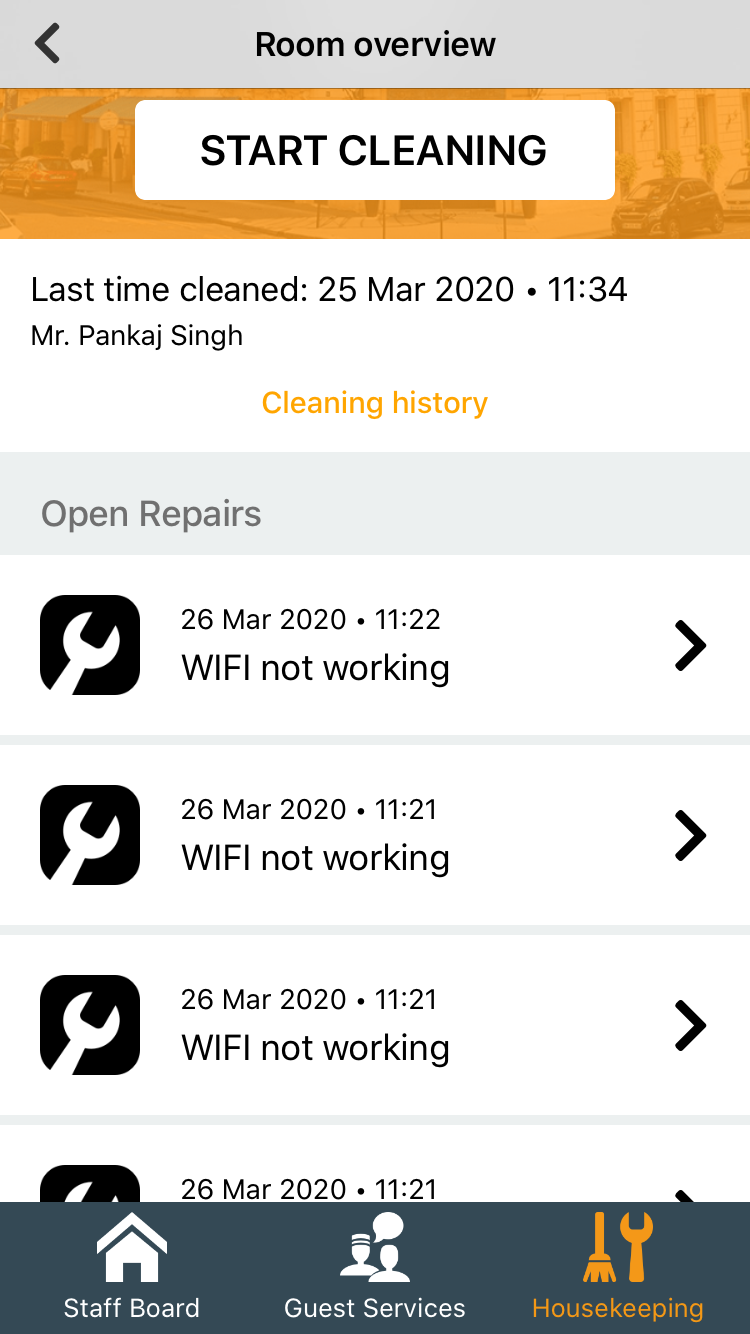 Room overview
START CLEANING
Last time cleaned: 25 Mar 2020 • 11:34
Mr. Pankaj Singh
Cleaning history
Open Repairs
26 Mar 2020 • 11:22
WIFI not working
26 Mar 2020 • 11:21
WIFI not working
26 Mar 2020 • 11:21
WIFI not working
26 Mar 2020 • 11:21
Staff Board
Guest Services
Housekeeping